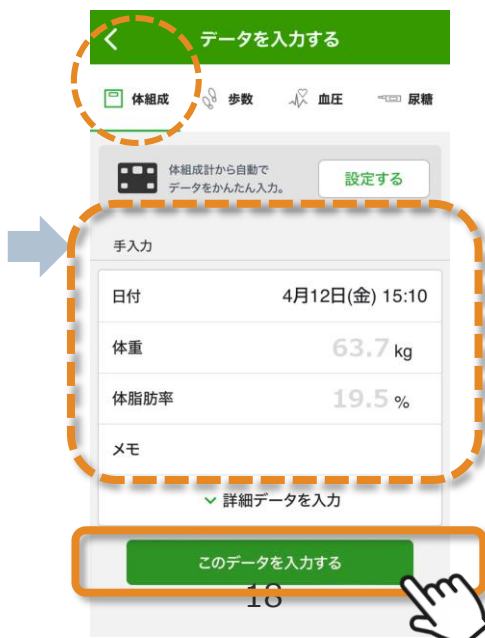 データを入力する
体組成 歩数 血圧 尿糖
体組成計から自動で
データをかんたん入力。
設定する
手入力
日付 4月12日(金) 15:10
体重 63.7 kg
体脂肪率 19.5 %
メモ
詳細データを入力
このデータを入力する
18